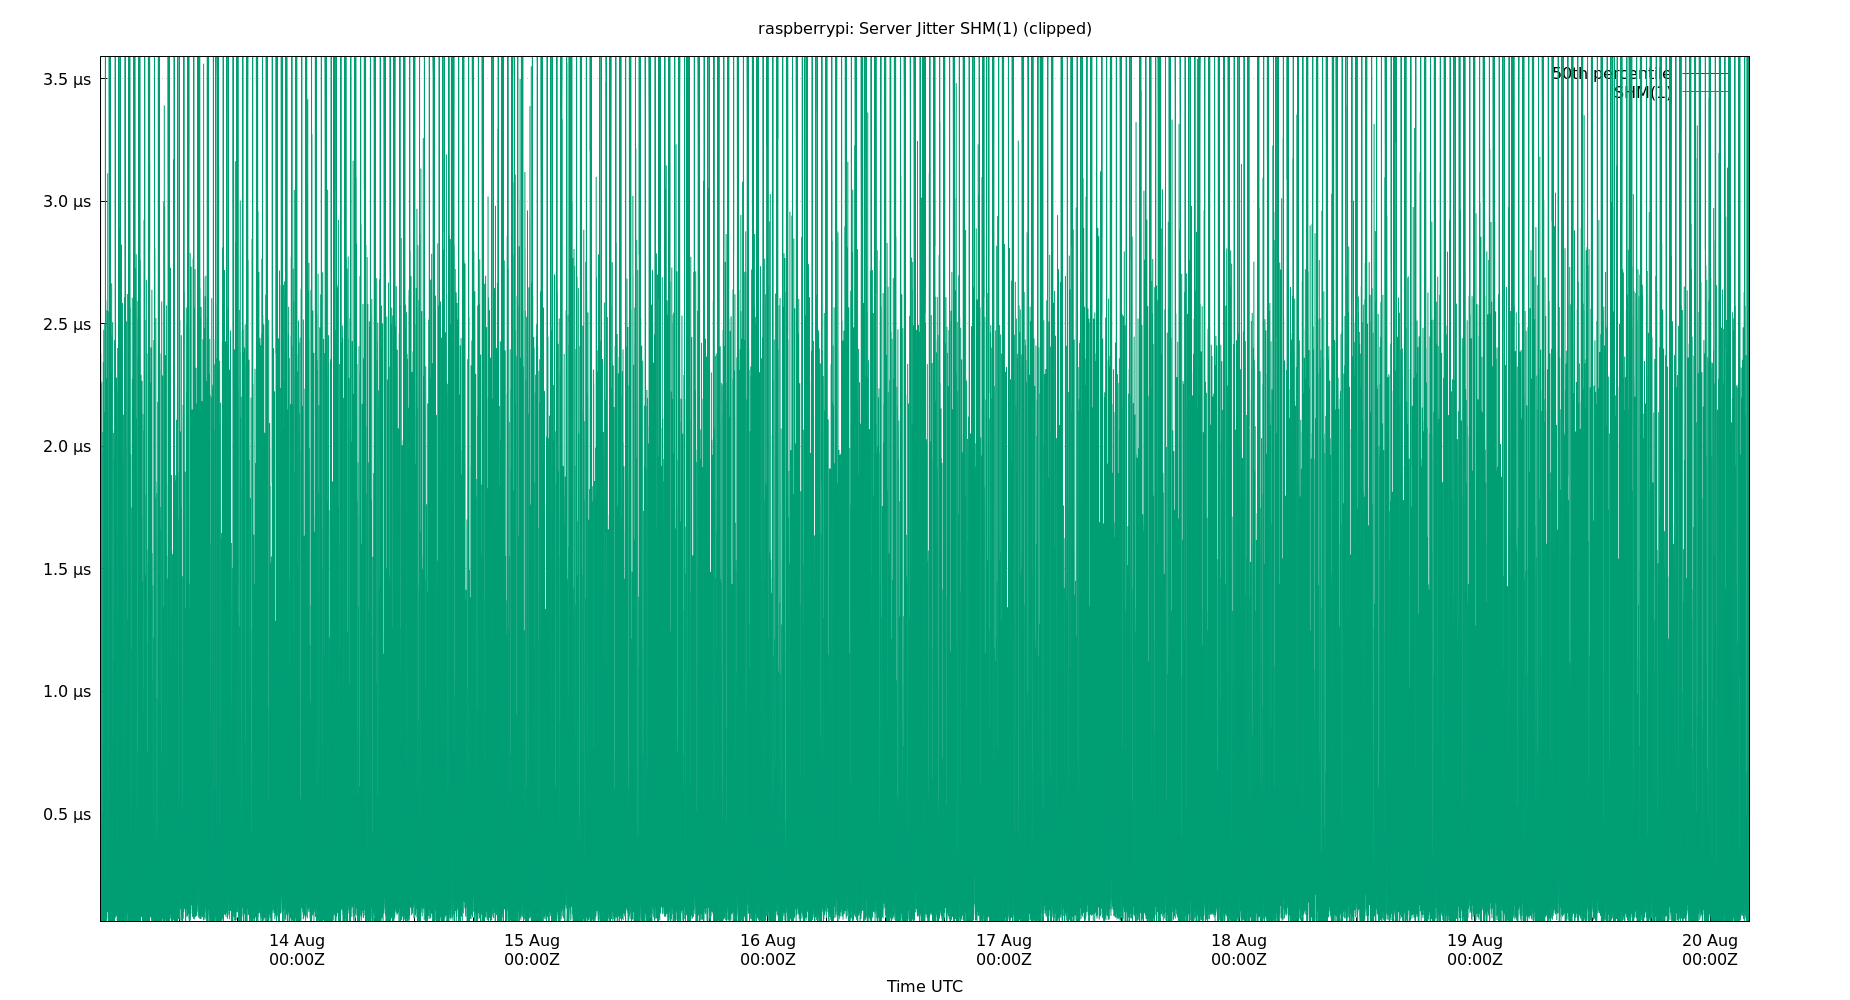 raspberrypi: Server Jitter SHM(1) (clipped)
3.5 µs
50th percentile
SHM(1)
3.0 µs
2.5 µs
2.0 µs
1.5 µs
1.0 µs
0.5 µs
14 Aug 15 Aug 16 Aug 17 Aug 18 Aug 19 Aug 20 Aug
00:00Z 00:00Z 00:00Z 00:00Z 00:00Z 00:00Z 00:00Z
Time UTC